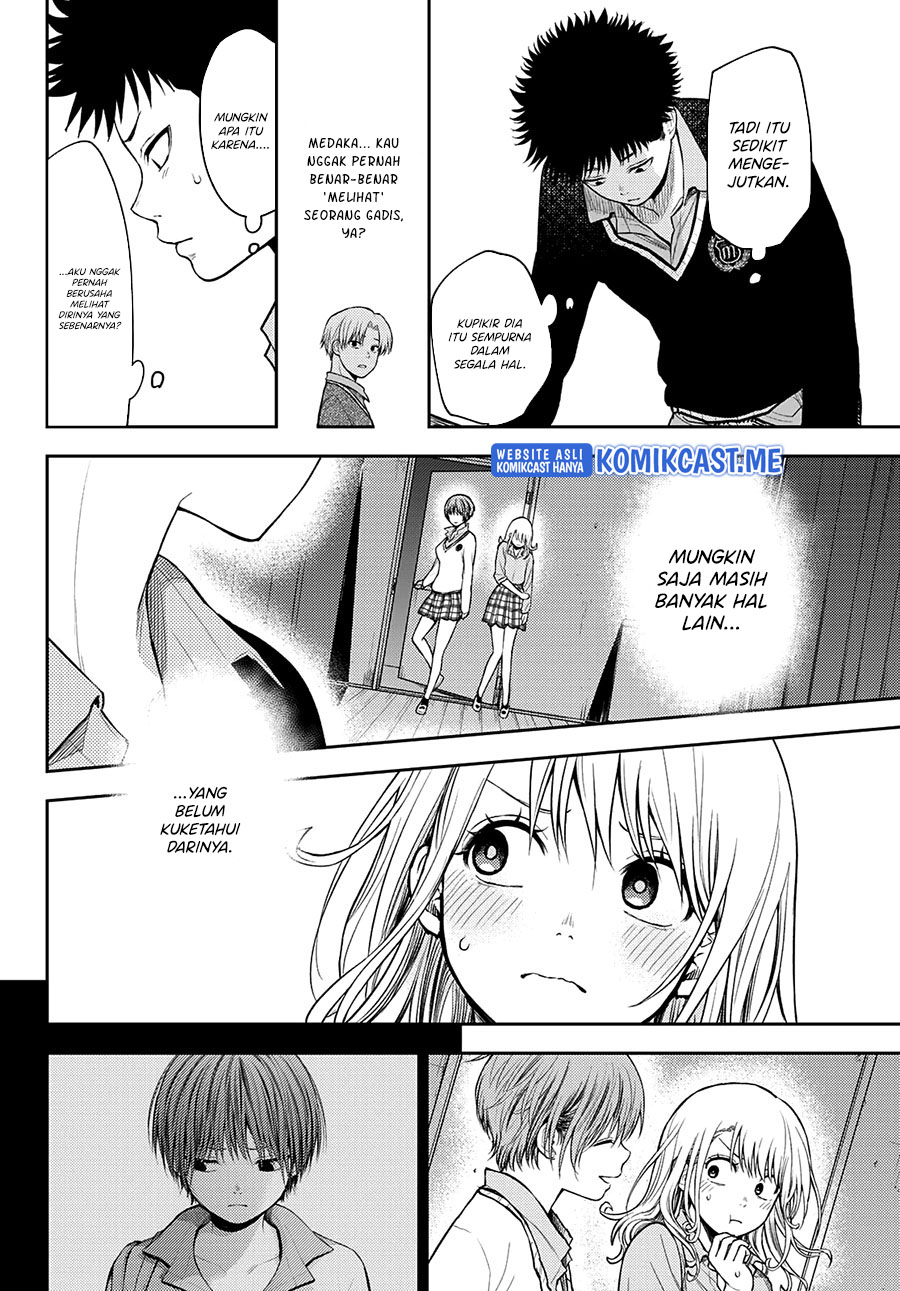 TADI ITU
SEDIKIT
MENGE-
JUTKAN.
KUPIKIR DIA
ITU SEMPURNA
DALAM
SEGALA HAL.
MEDAKA... KAU
NGGAK PERNAH
BENAR-BENAR
'MELIHAT'
SEORANG GADIS,
YA?
MUNGKIN
APA ITU
KARENA....
...AKU NGGAK
PERNAH
BERUSAHA
MELIHAT
DIRINYA YANG
SEBENARNYA?
WEBSITE ASLI
KOMIKCAST HANYA
KOMIKCAST.ME
MUNGKIN
SAJA MASIH
BANYAK HAL
LAIN...
...YANG
BELUM
KUKETAHUI
DARINYA.